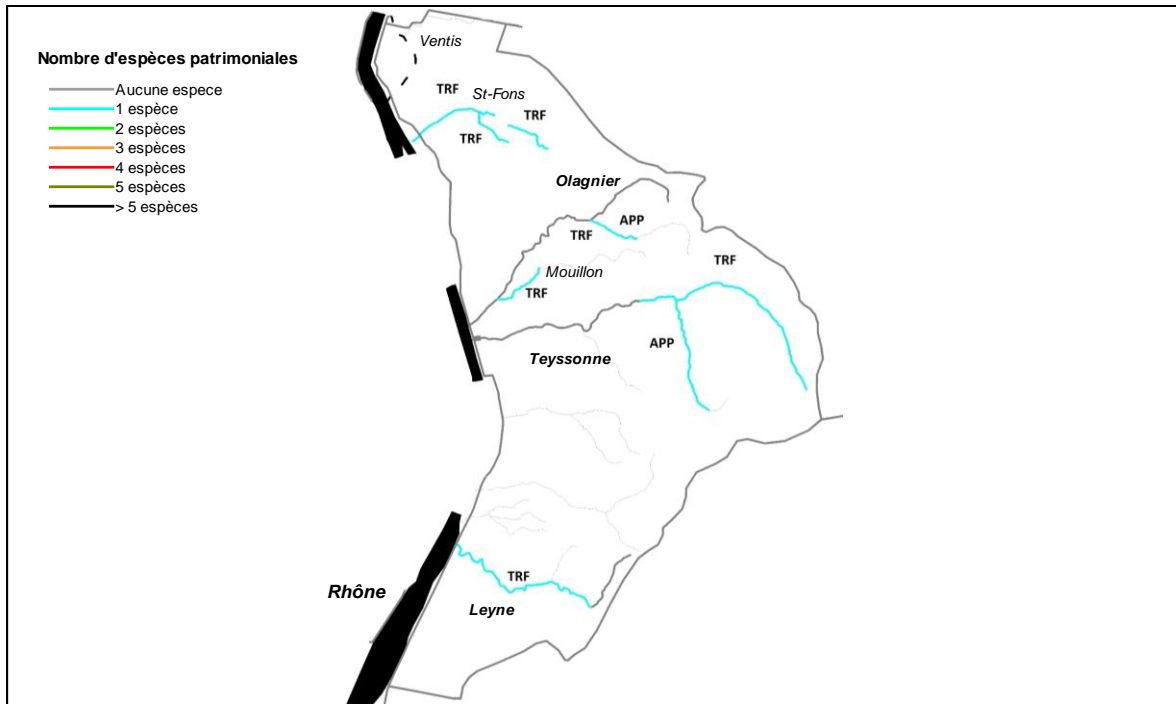 Nombre d'espèces patrimoniales
Aucune espece
1 espèce
2 espèces
3 espèces
4 espèces
5 espèces
> 5 espèces
Ventis
TRF
St-Fons
TRF
TRF
Olagnier
APP
TRF
TRF
Mouillon
TRF
APP
Teyssonne
TRF
Rhône
Leyne